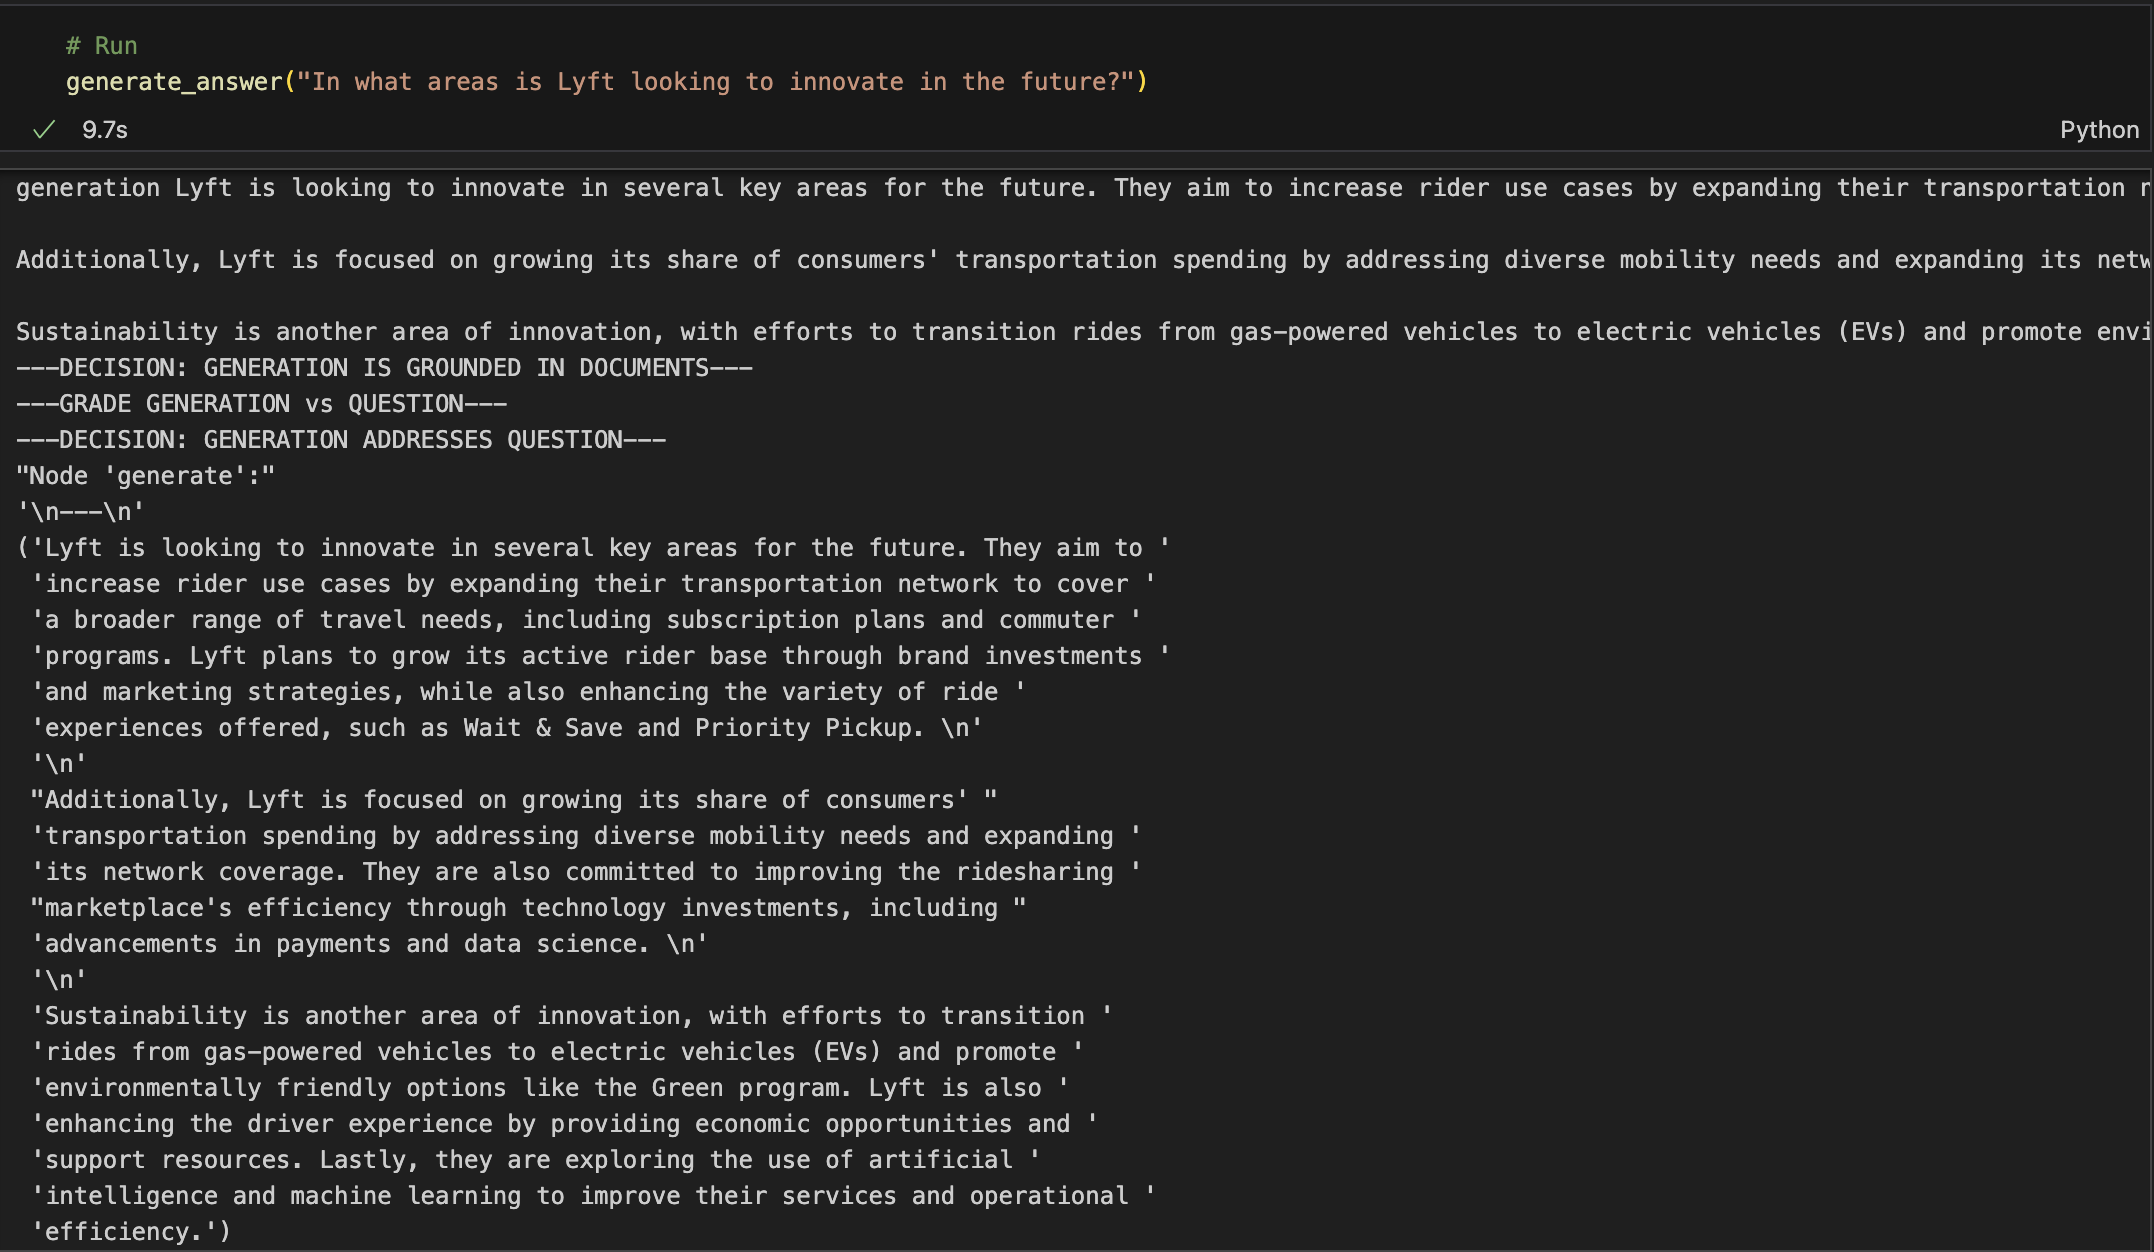 # Run
generate_answer("In what areas is Lyft looking to innovate in the future?")
9.7s
Python
generation Lyft is looking to innovate in several key areas for the future. They aim to increase rider use cases by expanding their transportation
Additionally, Lyft is focused on growing its share of consumers' transportation spending by addressing diverse mobility needs and expanding its
Sustainability is another area of innovation, with efforts to transition rides from gas-powered vehicles to electric vehicles (EVs) and promote
---DECISION: GENERATION IS GROUNDED IN DOCUMENTS---
---GRADE GENERATION vs QUESTION---
---DECISION: GENERATION ADDRESSES QUESTION---
"Node 'generate':"
'\n---\n'
('Lyft is looking to innovate in several key areas for the future. They aim to '
'increase rider use cases by expanding their transportation network to cover '
'a broader range of travel needs, including subscription plans and commuter '
'programs. Lyft plans to grow its active rider base through brand investments '
'and marketing strategies, while also enhancing the variety of ride '
'experiences offered, such as Wait & Save and Priority Pickup. \n'
'\n'
"Additionally, Lyft is focused on growing its share of consumers' "
'transportation spending by addressing diverse mobility needs and expanding '
'its network coverage. They are also committed to improving the ridesharing '
"marketplace's efficiency through technology investments, including "
'advancements in payments and data science. \n'
'\n'
'Sustainability is another area of innovation, with efforts to transition '
'rides from gas-powered vehicles to electric vehicles (EVs) and promote '
'environmentally friendly options like the Green program. Lyft is also '
'enhancing the driver experience by providing economic opportunities and '
'support resources. Lastly, they are exploring the use of artificial '
'intelligence and machine learning to improve their services and operational '
'efficiency.')